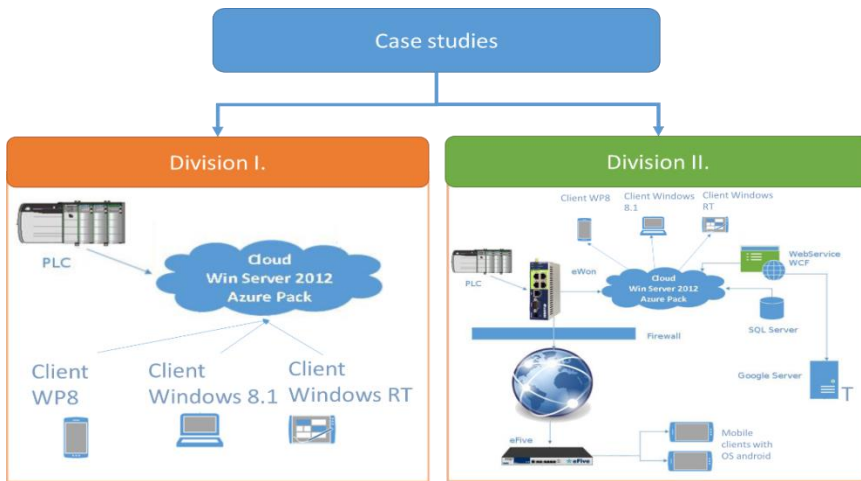 Case studies
Division I.
PLC
Cloud
Win Server 2012
Azure Pack
Client
WP8
Client
Windows 8.1
Client
Windows RT
Division II.
Client WP8
Client Windows
8.1
Client Windows
RT
PLC
eWon
Cloud
Win Server 2012
Azure Pack
WebService
WCF
SQL Server
Firewall
Google Server
T
eFive
eFive
Mobile
clients with
OS android